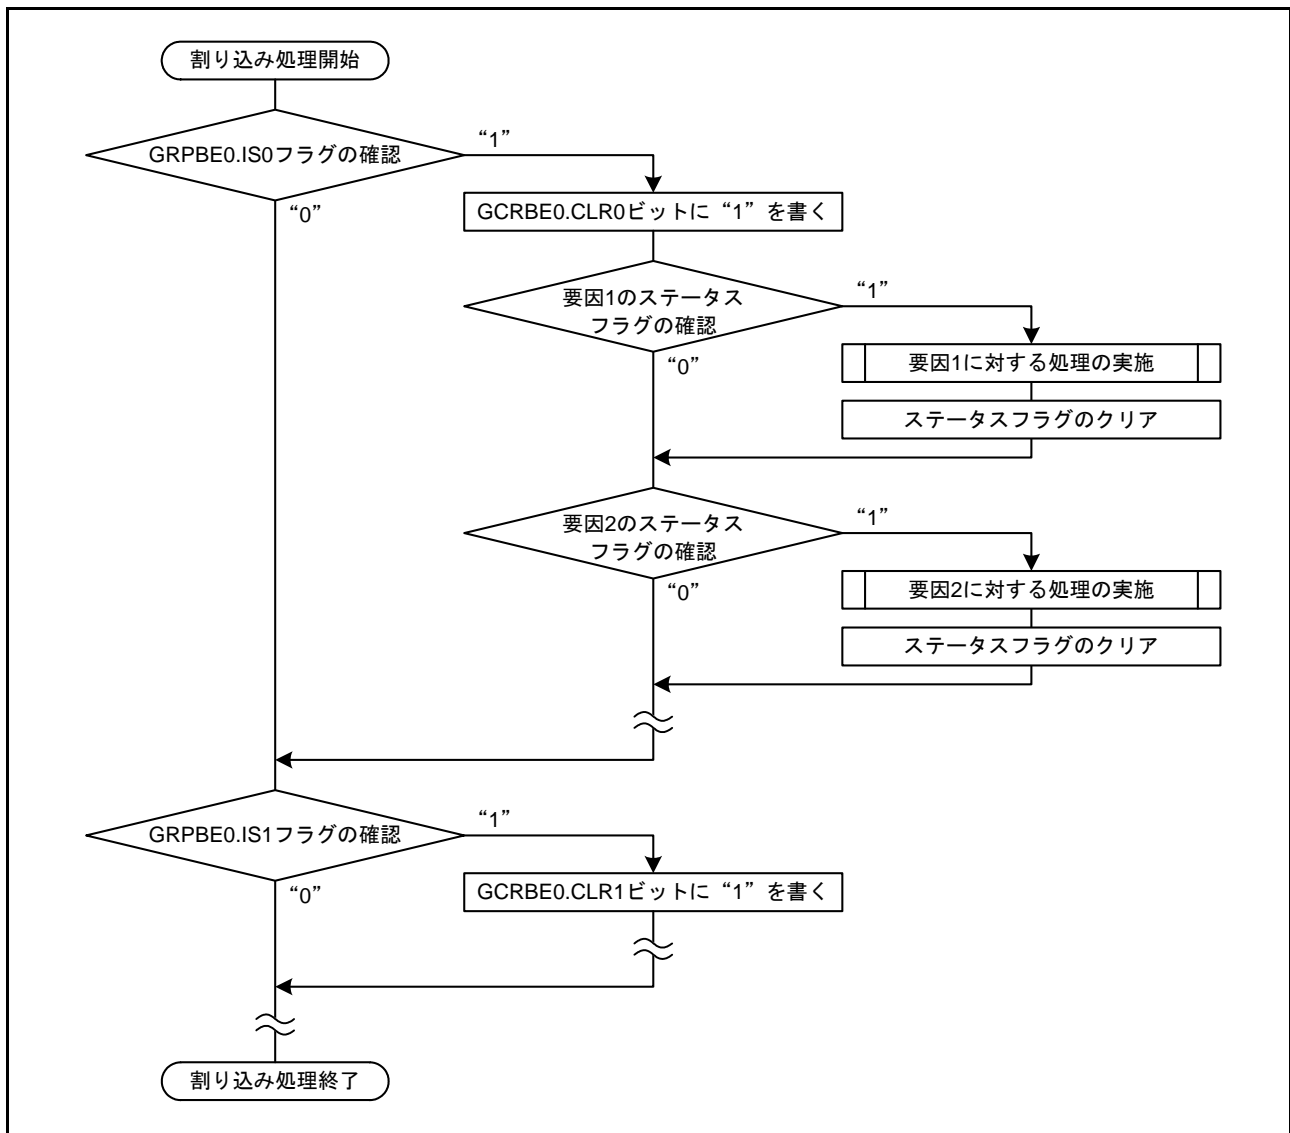 割り込み処理開始
GRPBE0.IS0フラグの確認
“1”
“0”
GCRBE0.CLR0ビットに“1”を書く
要因1のステータス
フラグの確認
“1”
“0”
要因1に対する処理の実施
ステータスフラグのクリア
要因2のステータス
フラグの確認
“1”
“0”
要因2に対する処理の実施
ステータスフラグのクリア
GRPBE0.IS1フラグの確認
“1”
“0”
GCRBE0.CLR1ビットに“1”を書く
割り込み処理終了